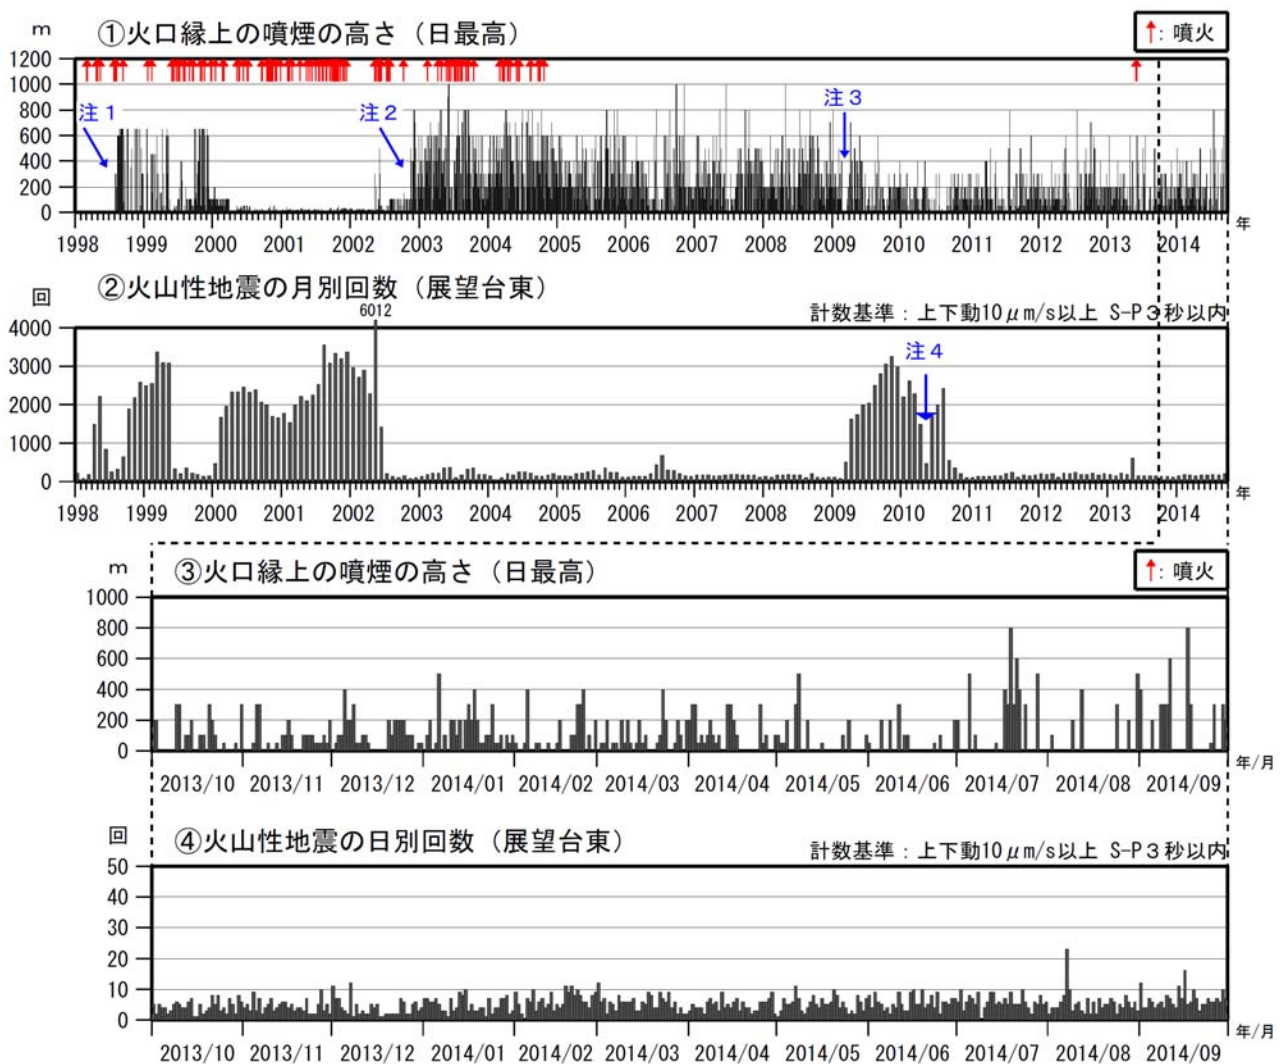 m ①火口縁上の噴煙の高さ（日最高） ↑: 噴火
1200
1000
800
600
400
200
0
注１ 注２ 注３
1998 1999 2000 2001 2002 2003 2004 2005 2006 2007 2008 2009 2010 2011 2012 2013 2014 年
回 ②火山性地震の月別回数（展望台東） 計数基準：上下動10μm/s以上 S-P３秒以内
6012
4000
3000
2000
1000
0
注４
1998 1999 2000 2001 2002 2003 2004 2005 2006 2007 2008 2009 2010 2011 2012 2013 2014 年
m ③火口縁上の噴煙の高さ（日最高） ↑: 噴火
1000
800
600
400
200
0
2013/10 2013/11 2013/12 2014/01 2014/02 2014/03 2014/04 2014/05 2014/06 2014/07 2014/08 2014/09 年/月
回 ④火山性地震の日別回数（展望台東） 計数基準：上下動10μm/s以上 S-P３秒以内
50
40
30
20
10
0
2013/10 2013/11 2013/12 2014/01 2014/02 2014/03 2014/04 2014/05 2014/06 2014/07 2014/08 2014/09 年/月